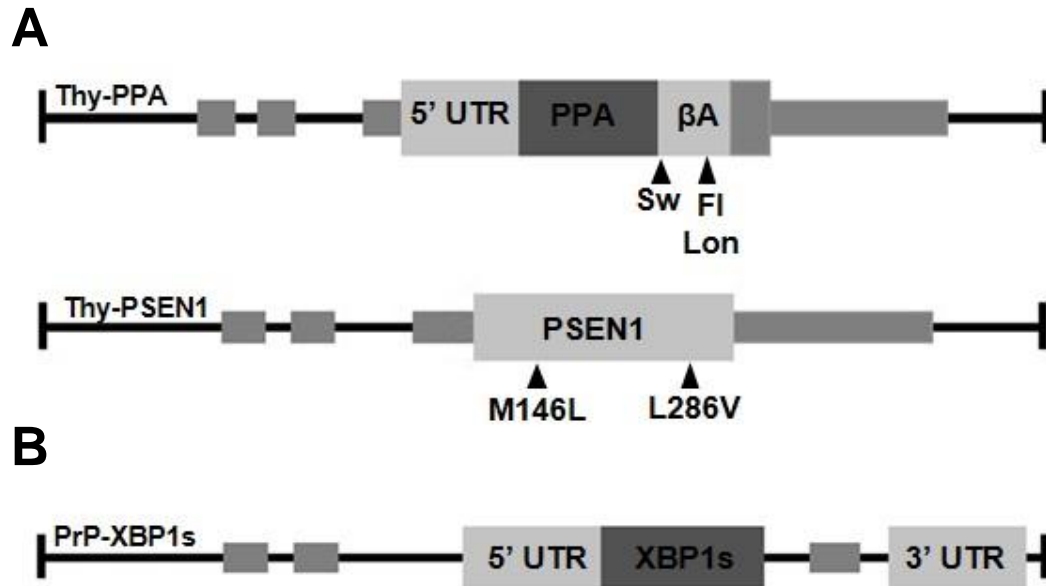 A
Thy-PPA
5’ UTR PPA βA
Sw Fl
Lon
Thy-PSEN1
PSEN1
M146L L286V
B
PrP-XBP1s
5’ UTR XBP1s 3’ UTR